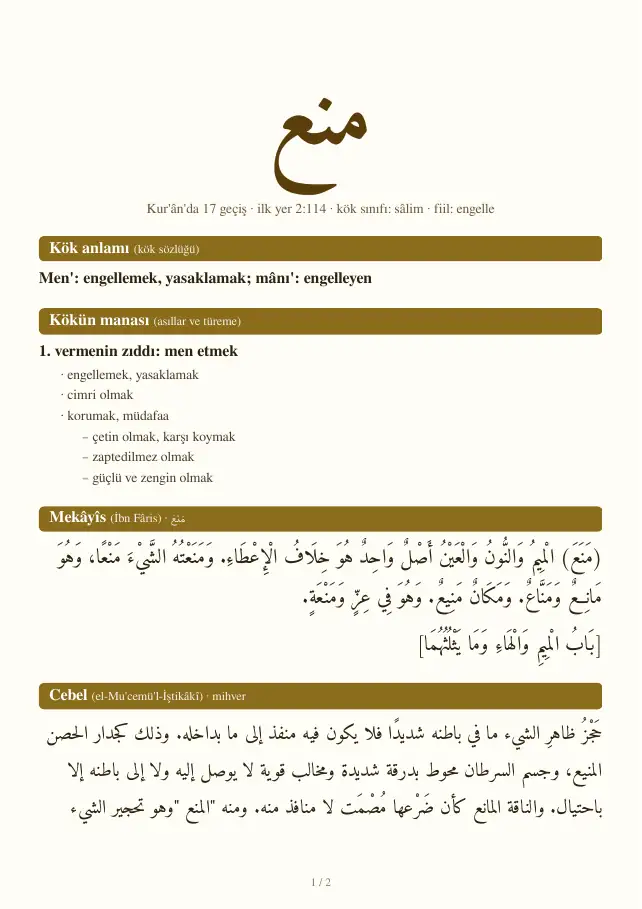 منع
Kur'ân'da 17 geçiş · ilk yer 2:114 · kök sınıfı: sâlim · fiil: engelle
Kök anlamı (kök sözlüğü)
Men': engellemek, yasaklamak; mânı': engelleyen
Kökün manası (asıllar ve türeme)
1. vermenin zıddı: men etmek
· engellemek, yasaklamak
· cimri olmak
· korumak, müdafaa
– çetin olmak, karşı koymak
– zaptedilmez olmak
– güçlü ve zengin olmak
Mekâyîs (İbn Fâris) · مَنَعَ
(مَنَعَ) الْمِيمُ وَالنُّونُ وَالْعَيْنُ أَصْلٌ وَاحِدٌ هُوَ خِلَافُ الْإِعْطَاءِ. وَمَنَعْتُهُ الشَّيْءَ مَنْعًا، وَهُوَ
مَانِعٌ وَمَنَّاعٌ. وَمَكَانٌ مَنِيعٌ. وَهُوَ فِي عِزٍّ وَمَنْعَةٍ.
[بَابُ الْمِيمِ وَالْهَاءِ وَمَا يَثْلُثُهُمَا]
Cebel (el-Mu'cemü'l-İştikâkî) · mihver
حَجْزُ ظاهرِ الشيء ما في باطنه شديدًا فلا يكون فيه منفذ إلى ما بداخله. وذلك كجدار الحصن
المنيع، وجسم السرطان محوط بدرقة شديدة ومخالب قوية لا يوصل إليه ولا إلى باطنه إلا
باحتيال. والناقة المانع كأن ضَرْعها مُصْمَت لا منافذ منه. ومنه "المنع "وهو تحجير الشيء
1 / 2